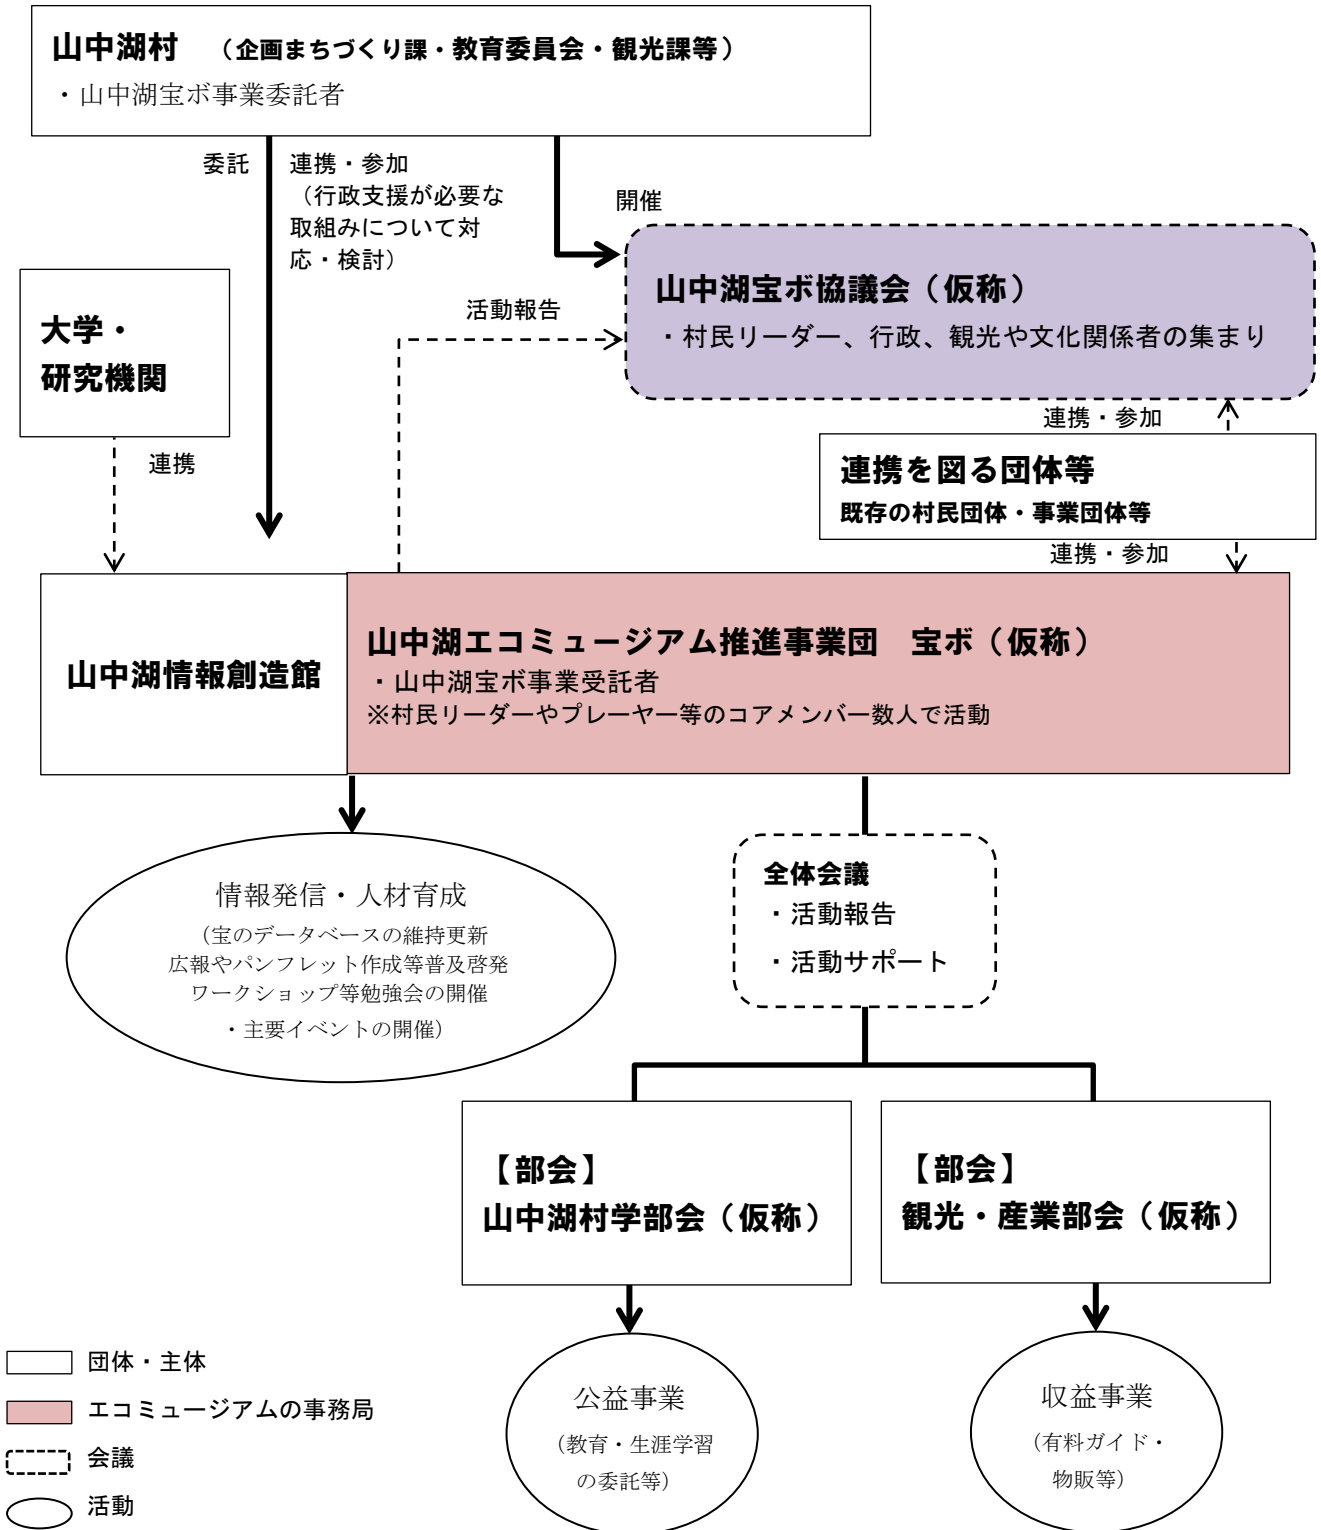 山中湖村　（企画まちづくり課・教育委員会・観光課等）
・山中湖宝ボ事業委託者
委託
連携・参加
（行政支援が必要な
取組みについて対
応・検討）
開催
山中湖宝ボ協議会（仮称）
・村民リーダー、行政、観光や文化関係者の集まり
活動報告
大学・
研究機関
連携
連携・参加
連携を図る団体等
既存の村民団体・事業団体等
連携・参加
山中湖情報創造館
山中湖エコミュージアム推進事業団　宝ボ（仮称）
・山中湖宝ボ事業受託者
※村民リーダーやプレーヤー等のコアメンバー数人で活動
情報発信・人材育成
（宝のデータベースの維持更新
広報やパンフレット作成等普及啓発
ワークショップ等勉強会の開催
・主要イベントの開催）
全体会議
・活動報告
・活動サポート
【部会】
山中湖村学部会（仮称）
【部会】
観光・産業部会（仮称）
公益事業
（教育・生涯学習
の委託等）
収益事業
（有料ガイド・
物販等）
団体・主体
エコミュージアムの事務局
会議
活動